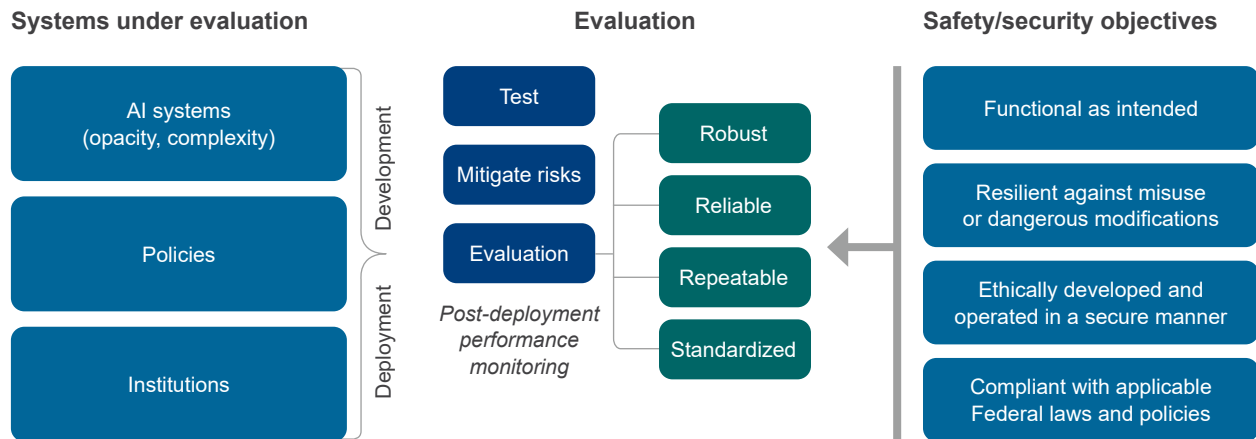 Systems under evaluation
AI systems
(opacity, complexity)
Policies
Institutions
Development
Deployment
Evaluation
Test
Mitigate risks
Evaluation
Post-deployment
performance
monitoring
Robust
Reliable
Repeatable
Standardized
Safety/security objectives
Functional as intended
Resilient against misuse
or dangerous modifications
Ethically developed and
operated in a secure manner
Compliant with applicable
Federal laws and policies